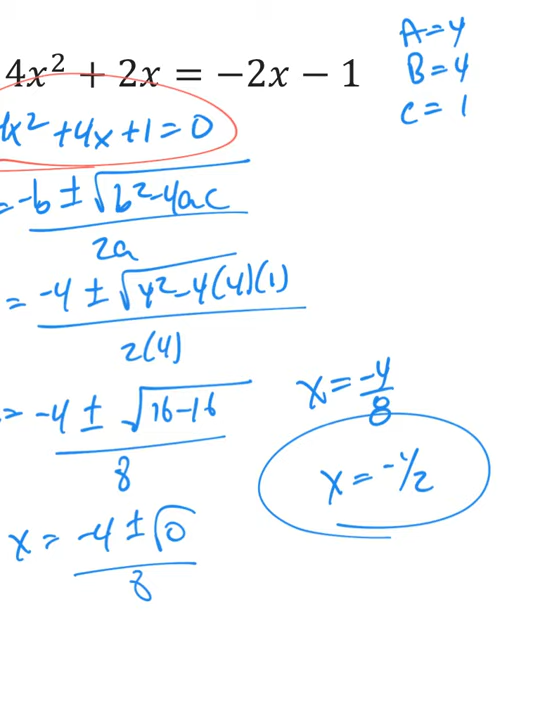 4x² + 2x = −2x − 1
A=4
B=4
C=1
4x²+4x+1=0
= -b ± √b²-4ac / 2a
= -4 ± √4²-4(4)(1) / 2(4)
= -4 ± √16-16 / 8
x = -4/8
x = -1/2
x = -4 ± √0 / 8